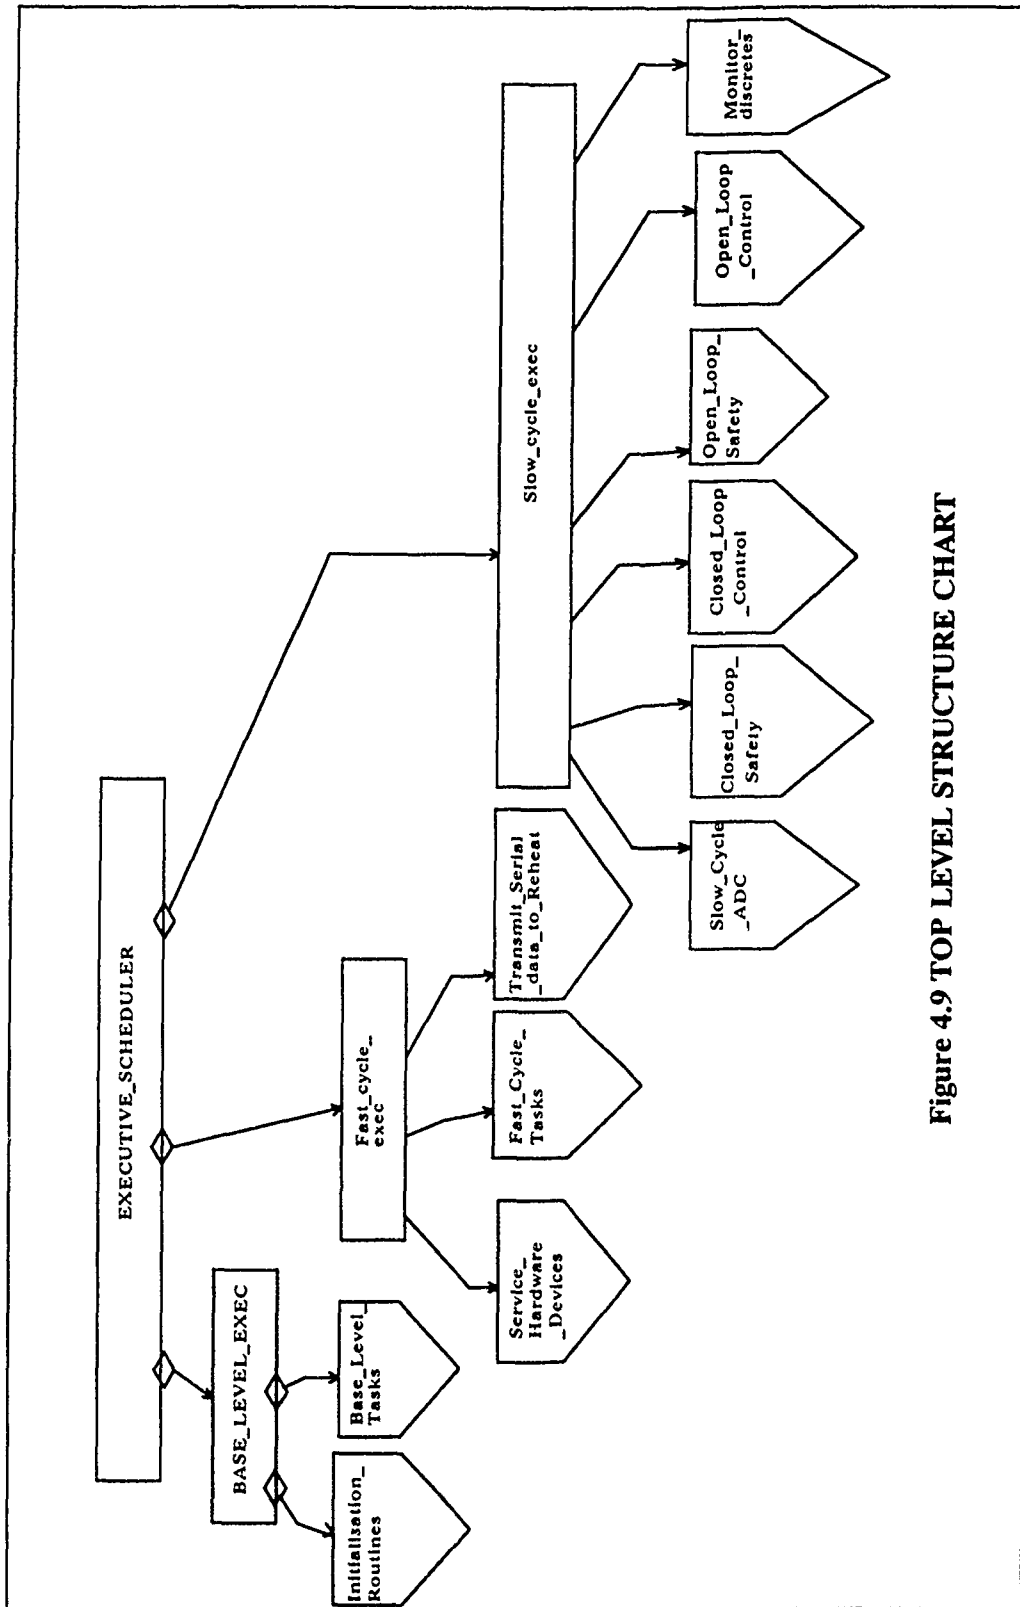 EXECUTIVE_SCHEDULER
BASE_LEVEL_EXEC
Fast_cycle_
exec
Slow_cycle_exec
Initialisation_
Routines
Base_Level_
Tasks
Service_
Hardware
_Devices
Fast_Cycle_
Tasks
Transmit_Serial
_data_to_Reheat
Slow_Cycle
_ADC
Closed_Loop_
Safety
Closed_Loop
_Control
Open_Loop_
Safety
Open_Loop
_Control
Monitor_
discretes
Figure 4.9 TOP LEVEL STRUCTURE CHART